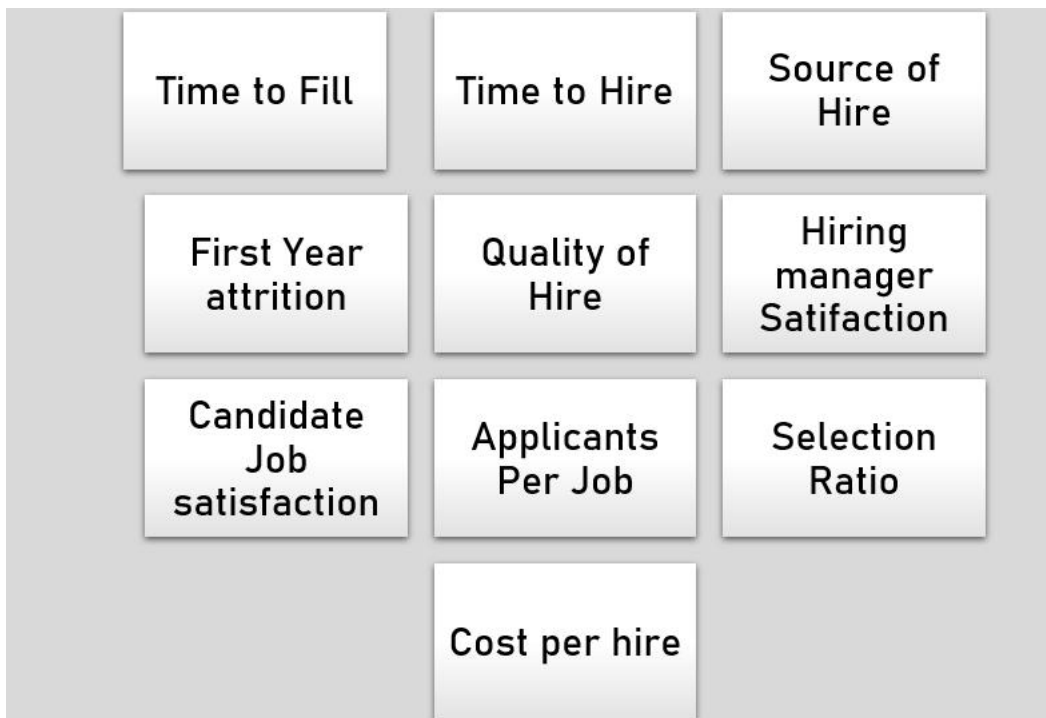 Time to Fill
Time to Hire
Source of
Hire
First Year
attrition
Quality of
Hire
Hiring
manager
Satifaction
Candidate
Job
satisfaction
Applicants
Per Job
Selection
Ratio
Cost per hire